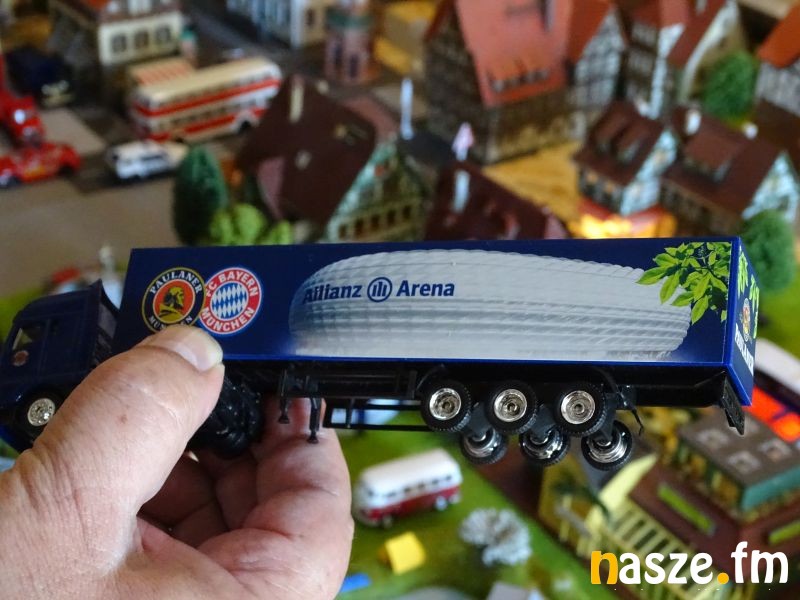 PAULANER
MÜNCHEN
FC BAYERN
MÜNCHEN
Allianz Arena
nasze.fm